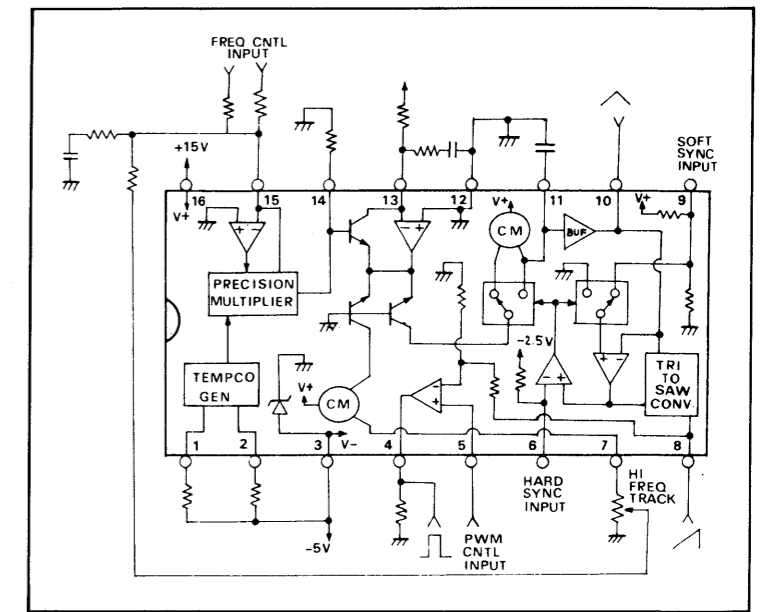 FREQ CNTL
INPUT
+15V
SOFT
SYNC
INPUT
16
15
14
13
12
11
10
9
V+
+ -
- +
V+
V+
CM
BUF
PRECISION
MULTIPLIER
-2.5V
+ -
- +
TEMPCO
GEN
V+
CM
-
+
TRI
TO
SAW
CONV.
V-
1
2
3
4
5
6
7
8
-5V
PWM
CNTL
INPUT
HARD
SYNC
INPUT
HI
FREQ
TRACK